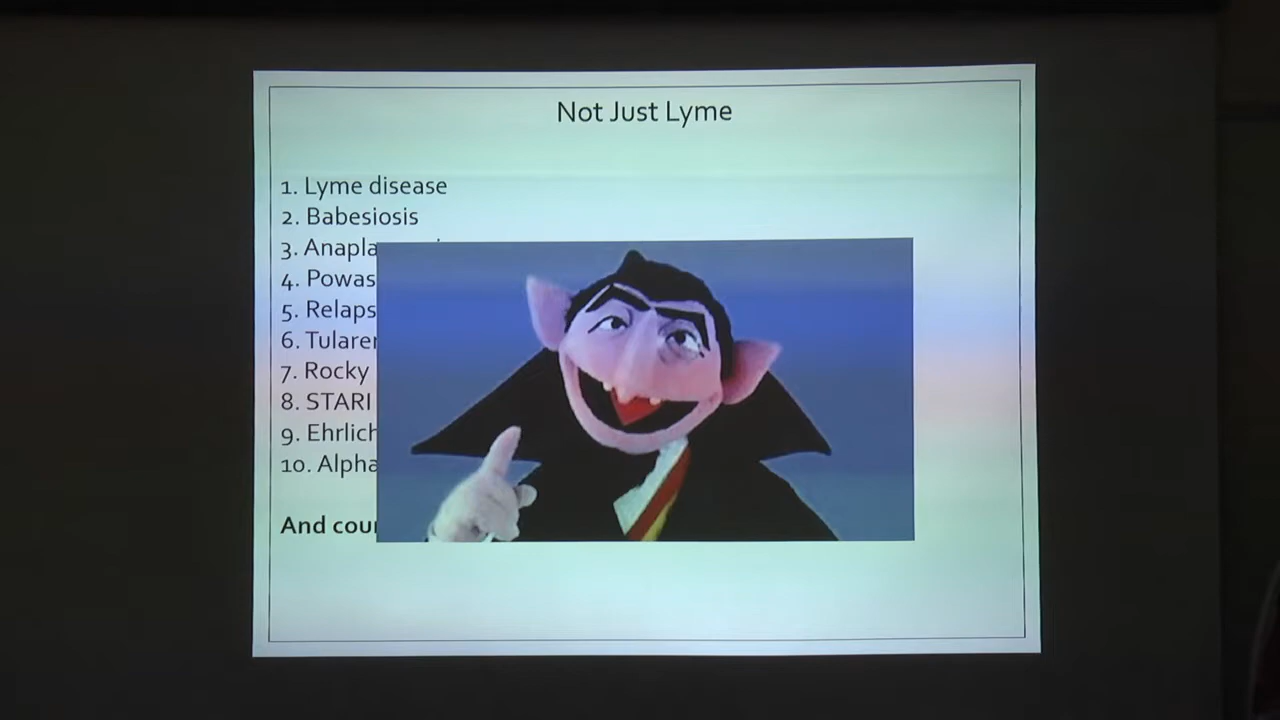 Not Just Lyme
1. Lyme disease
2. Babesiosis
3. Anapla
4. Powas
5. Relaps
6. Tularer
7. Rocky
8. STARI
9. Ehrlich
10. Alpha
And cou